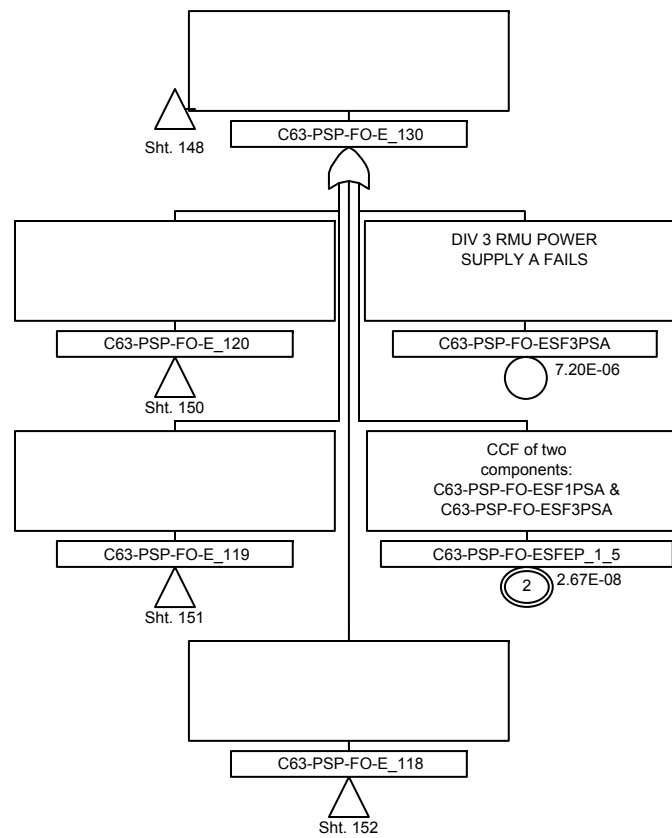 Sht. 148
C63-PSP-FO-E_130
C63-PSP-FO-E_120
Sht. 150
DIV 3 RMU POWER
SUPPLY A FAILS
C63-PSP-FO-ESF3PSA
7.20E-06
C63-PSP-FO-E_119
Sht. 151
CCF of two
components:
C63-PSP-FO-ESF1PSA &
C63-PSP-FO-ESF3PSA
C63-PSP-FO-ESFEP_1_5
2
2.67E-08
C63-PSP-FO-E_118
Sht. 152